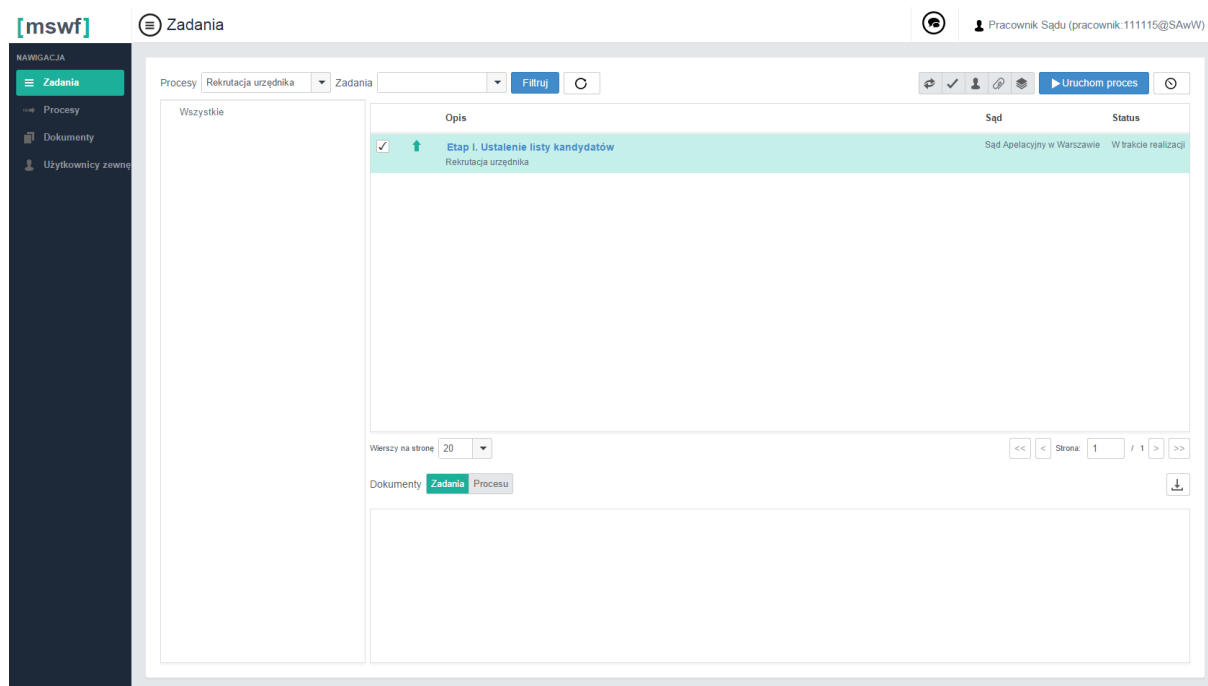 [mswf]
Zadania
Pracownik Sądu (pracownik:111115@SAwW)
NAWIGACJA
Zadania
Procesy
Dokumenty
Użytkownicy zewnę
Procesy Rekrutacja urzędnika Zadania Filtruj Uruchom proces
Wszystkie
Opis Sąd Status
Etap I. Ustalenie listy kandydatów Sąd Apelacyjny w Warszawie W trakcie realizacji
Rekrutacja urzędnika
Wierszy na stronę 20 << < Strona: 1 / 1 > >>
Dokumenty Zadania Procesu